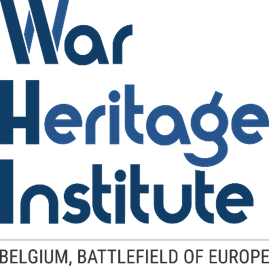 War
Heritage
Institute
BELGIUM, BATTLEFIELD OF EUROPE